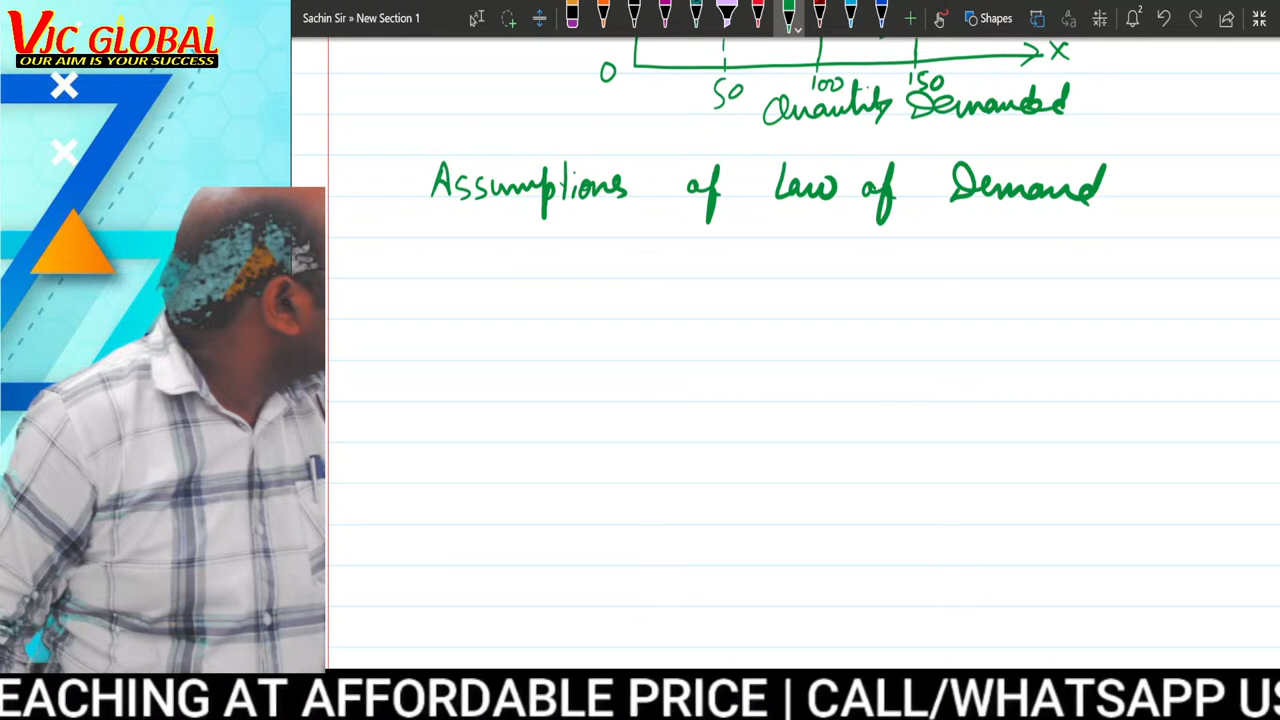 VJC GLOBAL
OUR AIM IS YOUR SUCCESS
Sachin Sir » New Section 1
Shapes
2
O
50
100
150
X
Quantity Demanded
Assumptions of Law of Demand
EACHING AT AFFORDABLE PRICE | CALL/WHATSAPP US